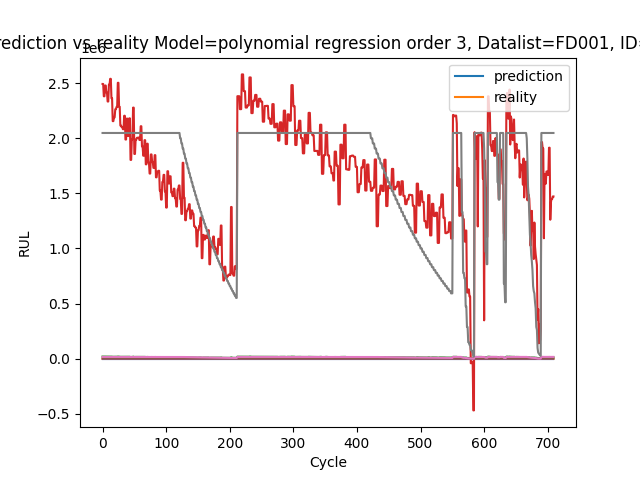 rediction vs reality Model=polynomial regression order 3, Datalist=FD001, ID=
1e6
prediction
reality
2.5
2.0
1.5
1.0
0.5
0.0
−0.5
RUL
0 100 200 300 400 500 600 700
Cycle